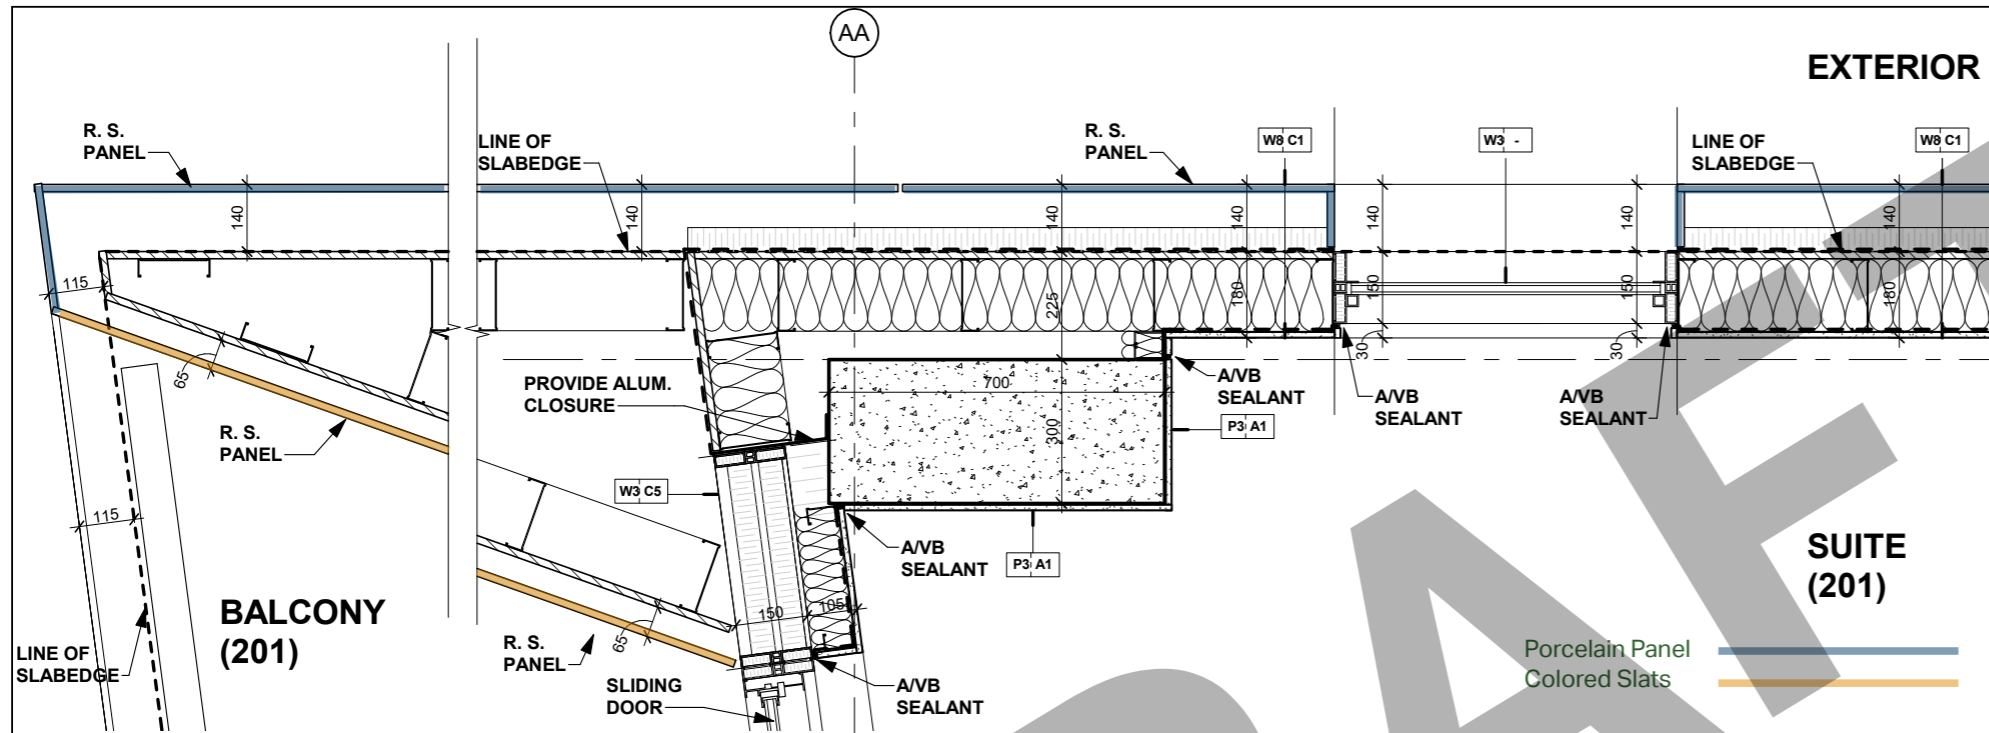 AA
EXTERIOR
R. S.
PANEL
LINE OF
SLABEDGE
R. S.
PANEL
W8 C1
W3 -
LINE OF
SLABEDGE
W8 C1
140
140
140
140
140
140
140
115
225
180
150
150
180
30
30
65
PROVIDE ALUM.
CLOSURE
700
A/VB
SEALANT
A/VB
SEALANT
A/VB
SEALANT
R. S.
PANEL
300
P3 A1
W3 C5
115
A/VB
SEALANT
P3 A1
SUITE
(201)
BALCONY
(201)
150
105
65
LINE OF
SLABEDGE
R. S.
PANEL
SLIDING
DOOR
A/VB
SEALANT
Porcelain Panel
Colored Slats